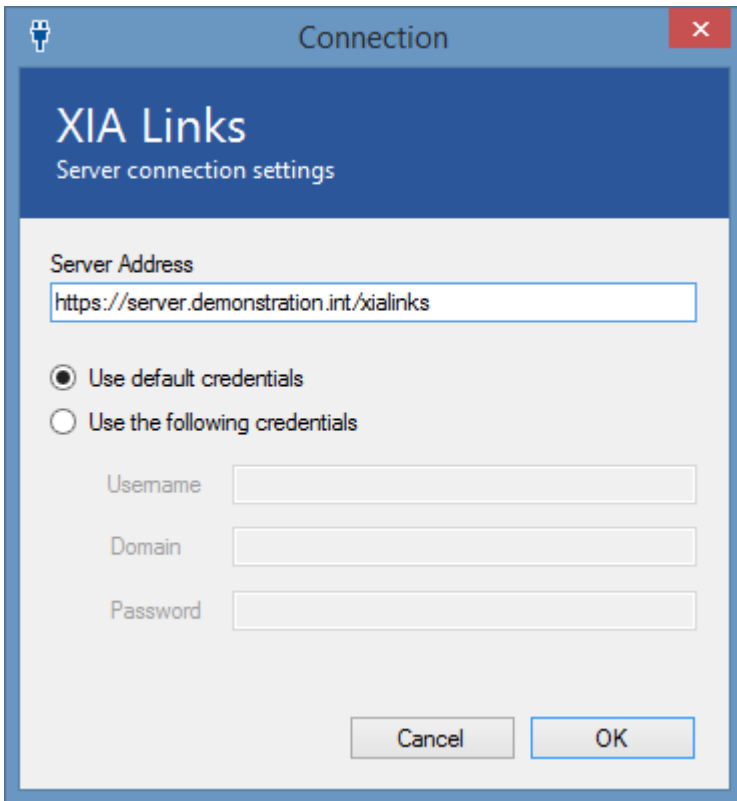 Connection
XIA Links
Server connection settings
Server Address
https://server.demonstration.int/xialinks
Use default credentials
Use the following credentials
Username
Domain
Password
Cancel OK